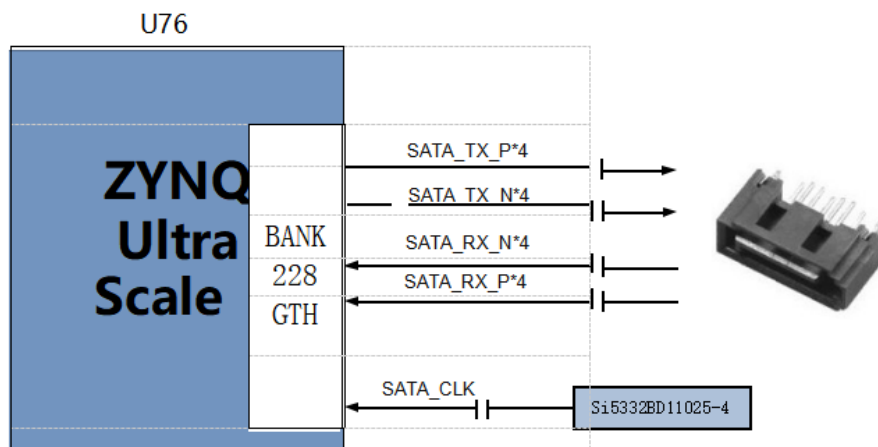 U76
ZYNQ
Ultra
Scale
BANK
228
GTH
SATA_TX_P*4
SATA_TX_N*4
SATA_RX_N*4
SATA_RX_P*4
SATA_CLK
Si5332BD11025-4